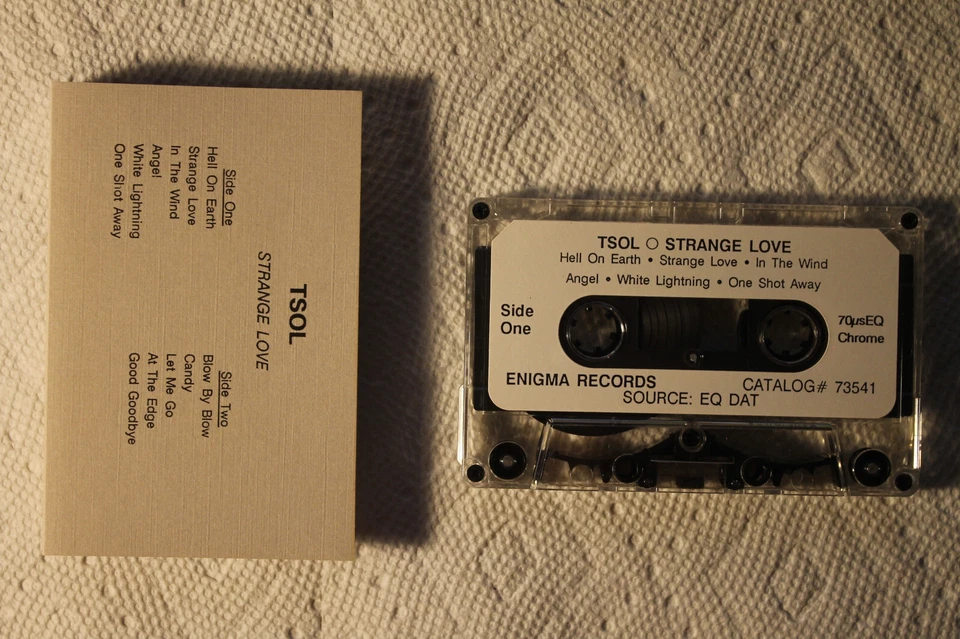 TSOL
STRANGE LOVE
Side One
Hell On Earth
Strange Love
In The Wind
Angel
White Lightning
One Shot Away
Side Two
Blow By Blow
Candy
Let Me Go
At The Edge
Good Goodbye
TSOL ○ STRANGE LOVE
Hell On Earth • Strange Love • In The Wind
Angel • White Lightning • One Shot Away
Side
One
70µsEQ
Chrome
ENIGMA RECORDS
CATALOG# 73541
SOURCE: EQ DAT